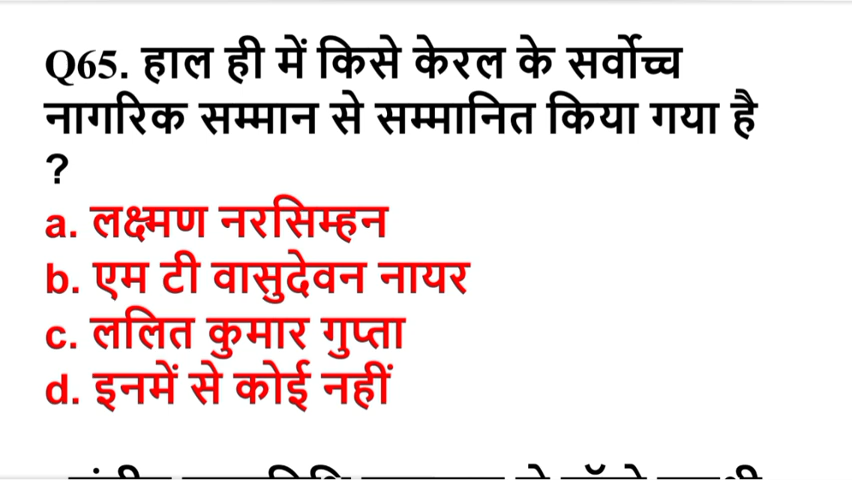 Q65. हाल ही में किसे केरल के सर्वोच्च
नागरिक सम्मान से सम्मानित किया गया है
?
a. लक्ष्मण नरसिम्हन
b. एम टी वासुदेवन नायर
c. ललित कुमार गुप्ता
d. इनमें से कोई नहीं